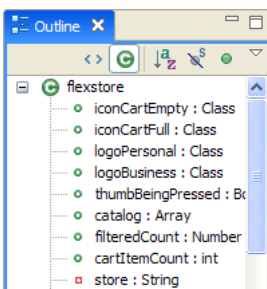 Outline
flexstore
iconCartEmpty : Class
iconCartFull : Class
logoPersonal : Class
logoBusiness : Class
thumbBeingPressed : Bo
catalog : Array
filteredCount : Number
cartItemCount : int
store : String